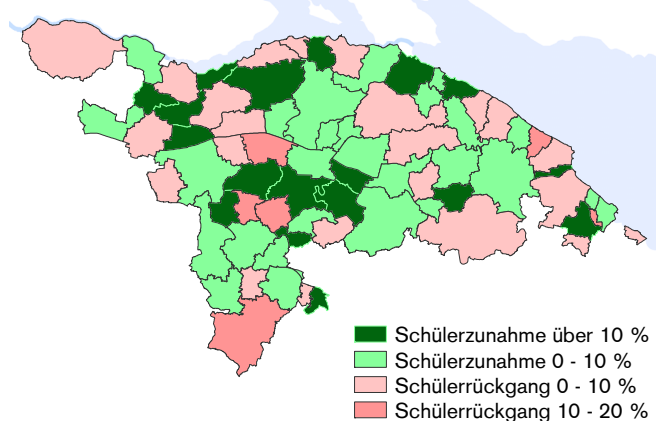 Schülerzunahme über 10 %
Schülerzunahme 0 - 10 %
Schülerrückgang 0 - 10 %
Schülerrückgang 10 - 20 %